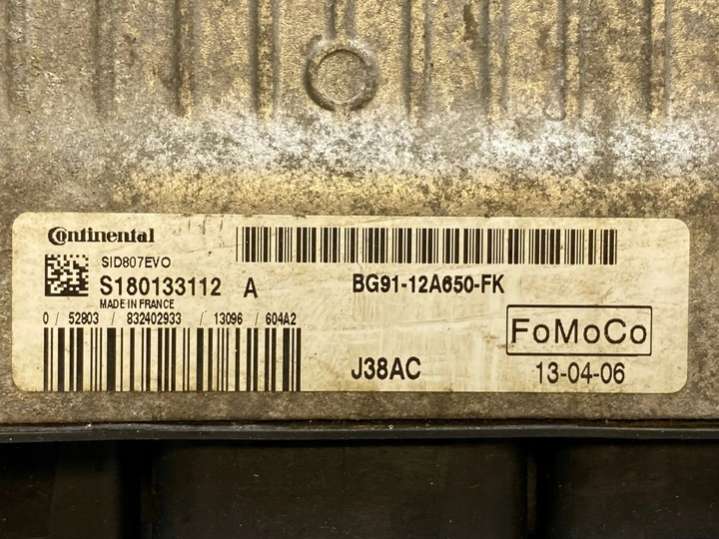 Continental
SID807EVO
S180133112 A
MADE IN FRANCE
0 / 52803 / 832402933 / 13096 / 604A2
BG91-12A650-FK
FoMoCo
J38AC
13-04-06